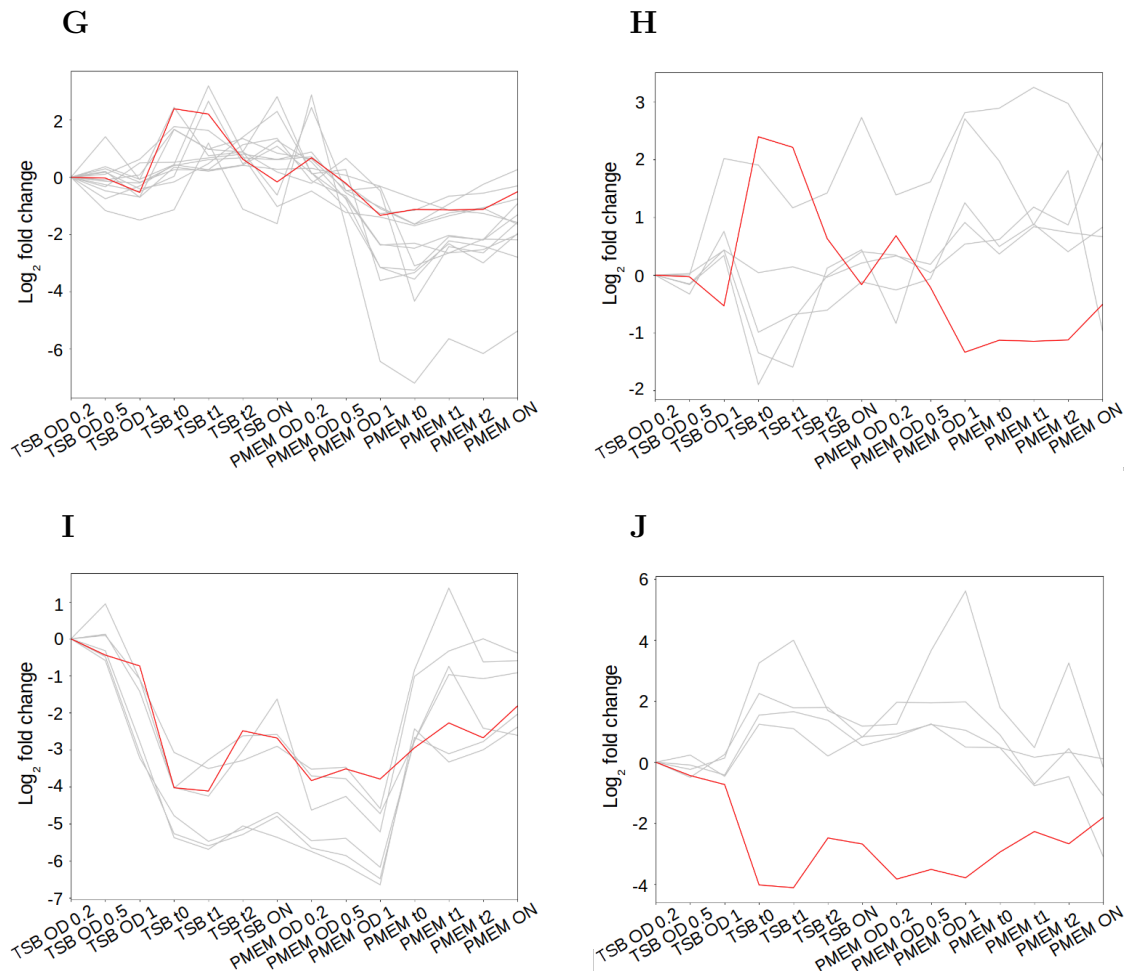 G
Log2 fold change
2
0
-2
-4
-6
TSB OD 0.2
TSB OD 0.5
TSB OD 1
TSB t0
TSB t1
TSB t2
TSB ON
PMEM OD 0.2
PMEM OD 0.5
PMEM OD 1
PMEM t0
PMEM t1
PMEM t2
PMEM ON
H
Log2 fold change
3
2
1
0
-1
-2
TSB OD 0.2
TSB OD 0.5
TSB OD 1
TSB t0
TSB t1
TSB t2
TSB ON
PMEM OD 0.2
PMEM OD 0.5
PMEM OD 1
PMEM t0
PMEM t1
PMEM t2
PMEM ON
I
Log2 fold change
1
0
-1
-2
-3
-4
-5
-6
-7
TSB OD 0.2
TSB OD 0.5
TSB OD 1
TSB t0
TSB t1
TSB t2
TSB ON
PMEM OD 0.2
PMEM OD 0.5
PMEM OD 1
PMEM t0
PMEM t1
PMEM t2
PMEM ON
J
Log2 fold change
6
4
2
0
-2
-4
TSB OD 0.2
TSB OD 0.5
TSB OD 1
TSB t0
TSB t1
TSB t2
TSB ON
PMEM OD 0.2
PMEM OD 0.5
PMEM OD 1
PMEM t0
PMEM t1
PMEM t2
PMEM ON